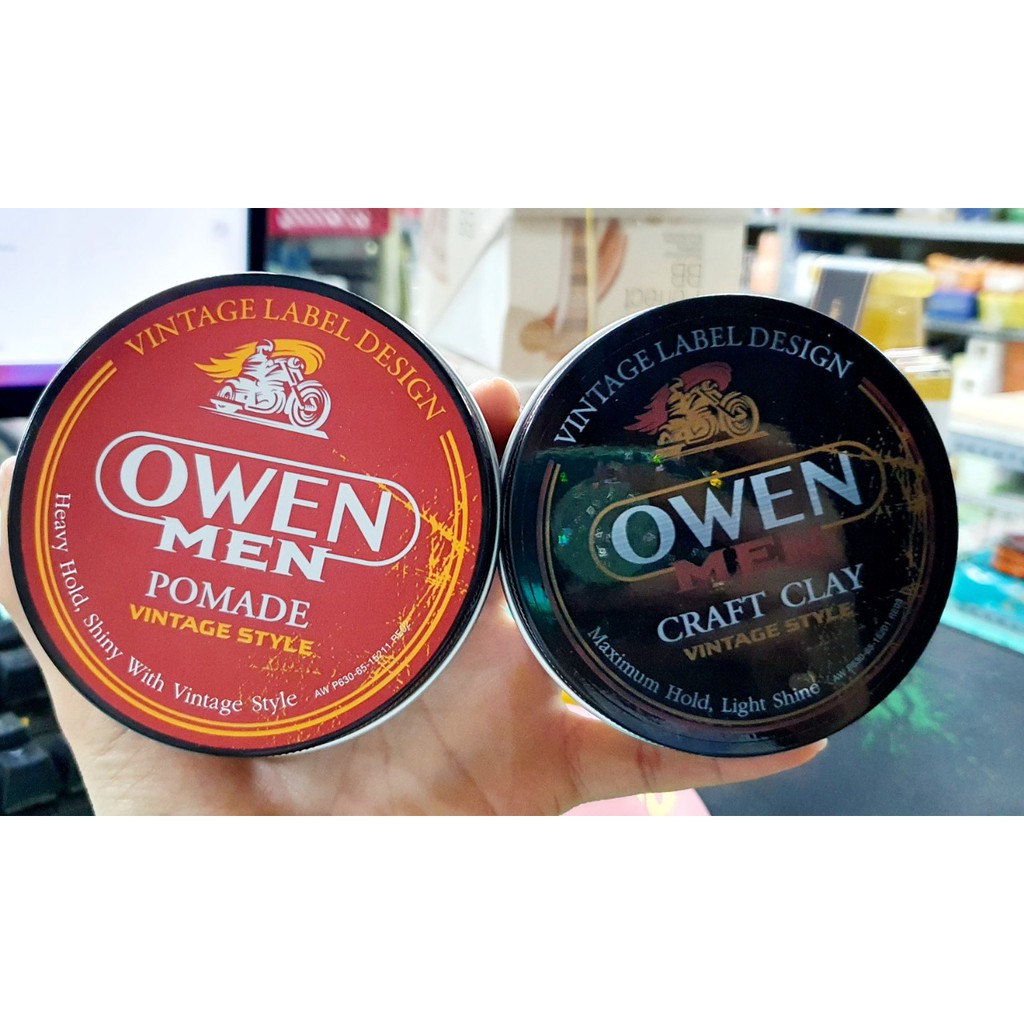 VINTAGE LABEL DESIGN
OWEN
MEN
POMADE
VINTAGE STYLE
Heavy Hold, Shiny With Vintage Style
VINTAGE LABEL DESIGN
OWEN
MEN
CRAFT CLAY
VINTAGE STYLE
Maximum Hold, Light Shine
BB